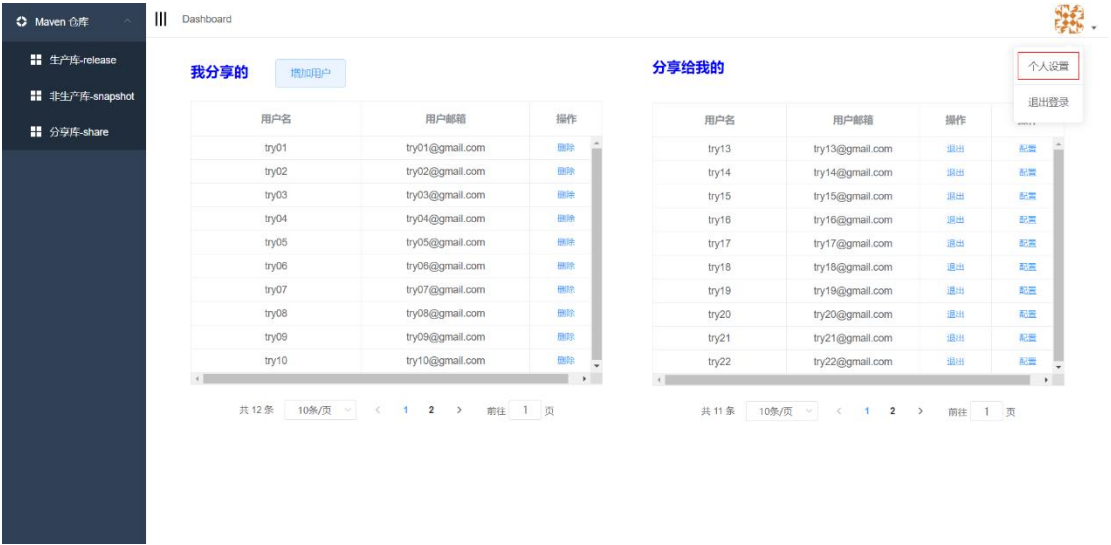 Maven 仓库
Dashboard
生产库-release
非生产库-snapshot
分享库-share
个人设置
退出登录
我分享的
增加用户
用户名 用户邮箱 操作
try01 try01@gmail.com 删除
try02 try02@gmail.com 删除
try03 try03@gmail.com 删除
try04 try04@gmail.com 删除
try05 try05@gmail.com 删除
try06 try06@gmail.com 删除
try07 try07@gmail.com 删除
try08 try08@gmail.com 删除
try09 try09@gmail.com 删除
try10 try10@gmail.com 删除
共 12 条 10条/页 < 1 2 > 前往 1 页
分享给我的
用户名 用户邮箱 操作
try13 try13@gmail.com 退出 配置
try14 try14@gmail.com 退出 配置
try15 try15@gmail.com 退出 配置
try16 try16@gmail.com 退出 配置
try17 try17@gmail.com 退出 配置
try18 try18@gmail.com 退出 配置
try19 try19@gmail.com 退出 配置
try20 try20@gmail.com 退出 配置
try21 try21@gmail.com 退出 配置
try22 try22@gmail.com 退出 配置
共 11 条 10条/页 < 1 2 > 前往 1 页